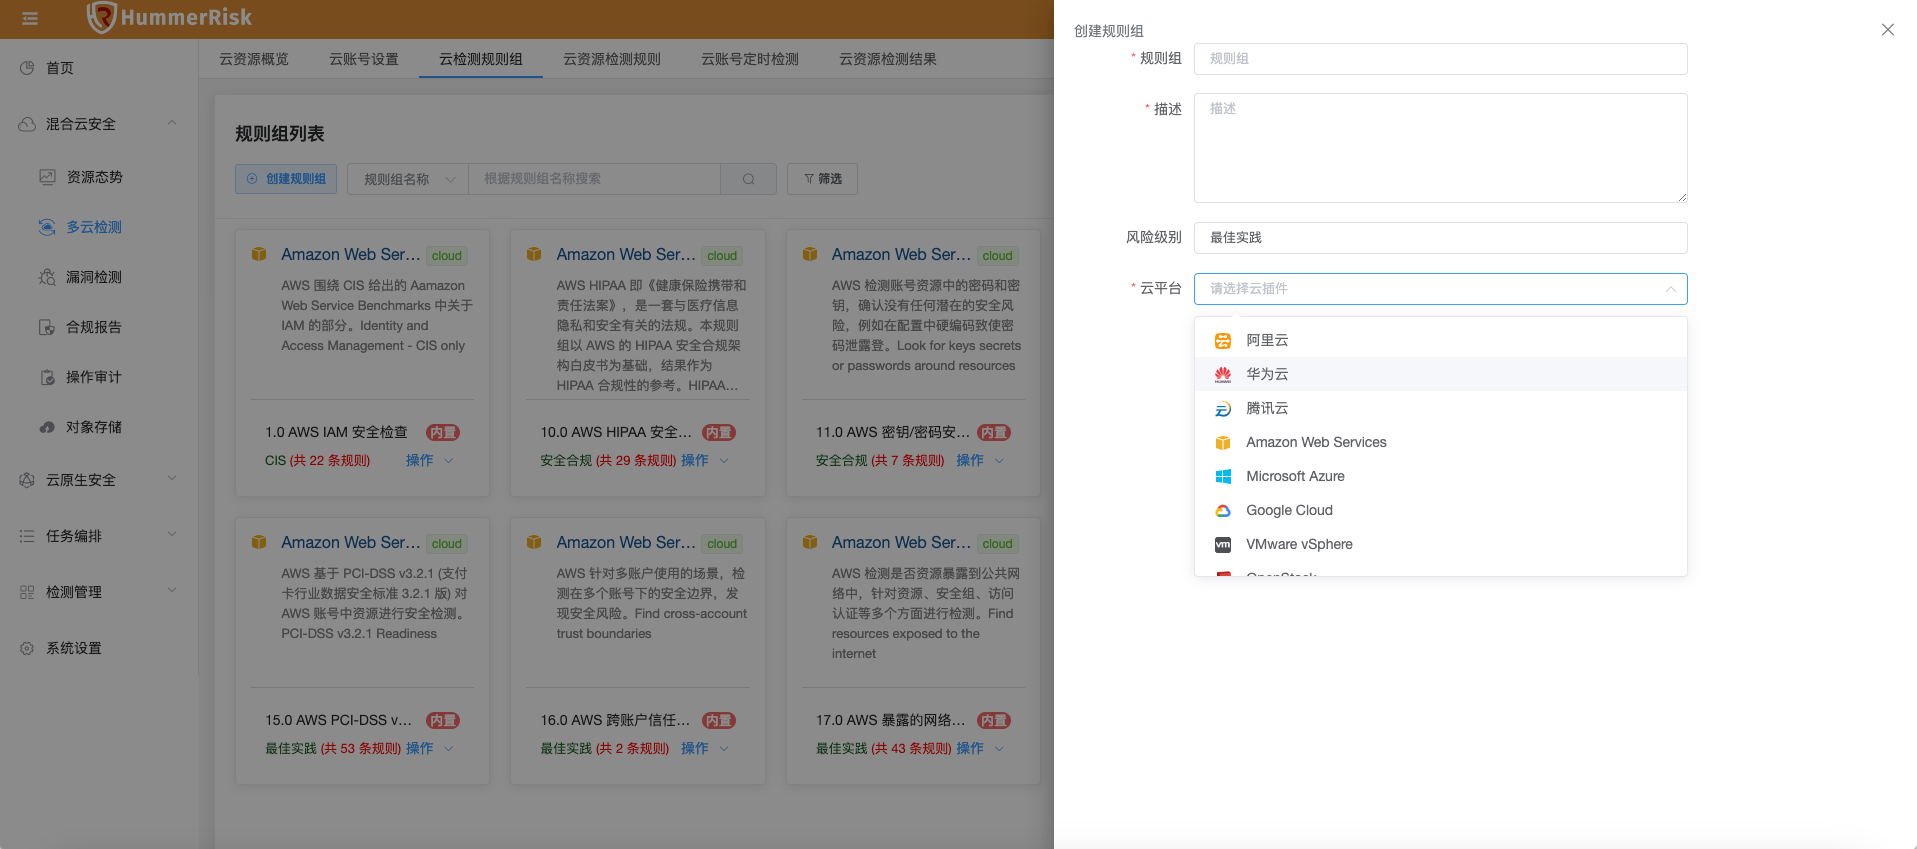 HummerRisk
首页
混合云安全
资源态势
多云检测
漏洞检测
合规报告
操作审计
对象存储
云原生安全
任务编排
检测管理
系统设置
云资源概览
云账号设置
云检测规则组
云资源检测规则
云账号定时检测
云资源检测结果
规则组列表
创建规则组
规则组名称
根据规则组名称搜索
筛选
Amazon Web Ser...
cloud
AWS 围绕 CIS 给出的 Aamazon
Web Service Benchmarks 中关于
IAM 的部分。Identity and
Access Management - CIS only
1.0 AWS IAM 安全检查
内置
CIS (共 22 条规则)
操作
Amazon Web Ser...
cloud
AWS HIPAA 即《健康保险携带和
责任法案》，是一套与医疗信息
隐私和安全有关的法规。本规则
组以 AWS 的 HIPAA 安全合规架
构白皮书为基础，结果作为
HIPAA 合规性的参考。HIPAA...
10.0 AWS HIPAA 安全...
内置
安全合规 (共 29 条规则)
操作
Amazon Web Ser...
cloud
AWS 检测账号资源中的密码和密
钥，确认没有任何潜在的安全风
险，例如在配置中硬编码致使密
码泄露登。Look for keys secrets
or passwords around resources
11.0 AWS 密钥/密码安...
内置
安全合规 (共 7 条规则)
操作
Amazon Web Ser...
cloud
AWS 基于 PCI-DSS v3.2.1 (支付
卡行业数据安全标准 3.2.1 版) 对
AWS 账号中资源进行安全检测。
PCI-DSS v3.2.1 Readiness
15.0 AWS PCI-DSS v...
内置
最佳实践 (共 53 条规则)
操作
Amazon Web Ser...
cloud
AWS 针对多账户使用的场景，检
测在多个账号下的安全边界，发
现安全风险。Find cross-account
trust boundaries
16.0 AWS 跨账户信任...
内置
最佳实践 (共 2 条规则)
操作
Amazon Web Ser...
cloud
AWS 检测是否资源暴露到公共网
络中，针对资源、安全组、访问
认证等多个方面进行检测。Find
resources exposed to the
internet
17.0 AWS 暴露的网络...
内置
最佳实践 (共 43 条规则)
操作
创建规则组
* 规则组
规则组
* 描述
描述
风险级别
最佳实践
* 云平台
请选择云插件
阿里云
HUAWEI
华为云
腾讯云
Amazon Web Services
Microsoft Azure
Google Cloud
vm
VMware vSphere
OpenStack